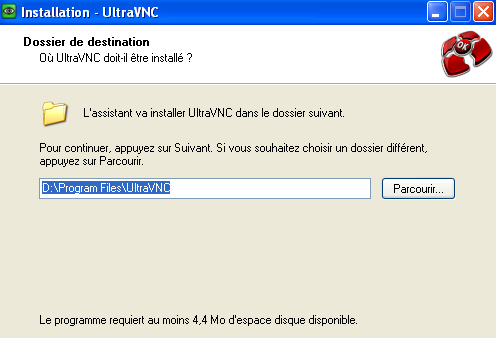 Installation - UltraVNC
Dossier de destination
Où UltraVNC doit-il être installé ?
OK
L'assistant va installer UltraVNC dans le dossier suivant.
Pour continuer, appuyez sur Suivant. Si vous souhaitez choisir un dossier différent,
appuyez sur Parcourir.
D:\Program Files\UltraVNC
Parcourir...
Le programme requiert au moins 4,4 Mo d'espace disque disponible.